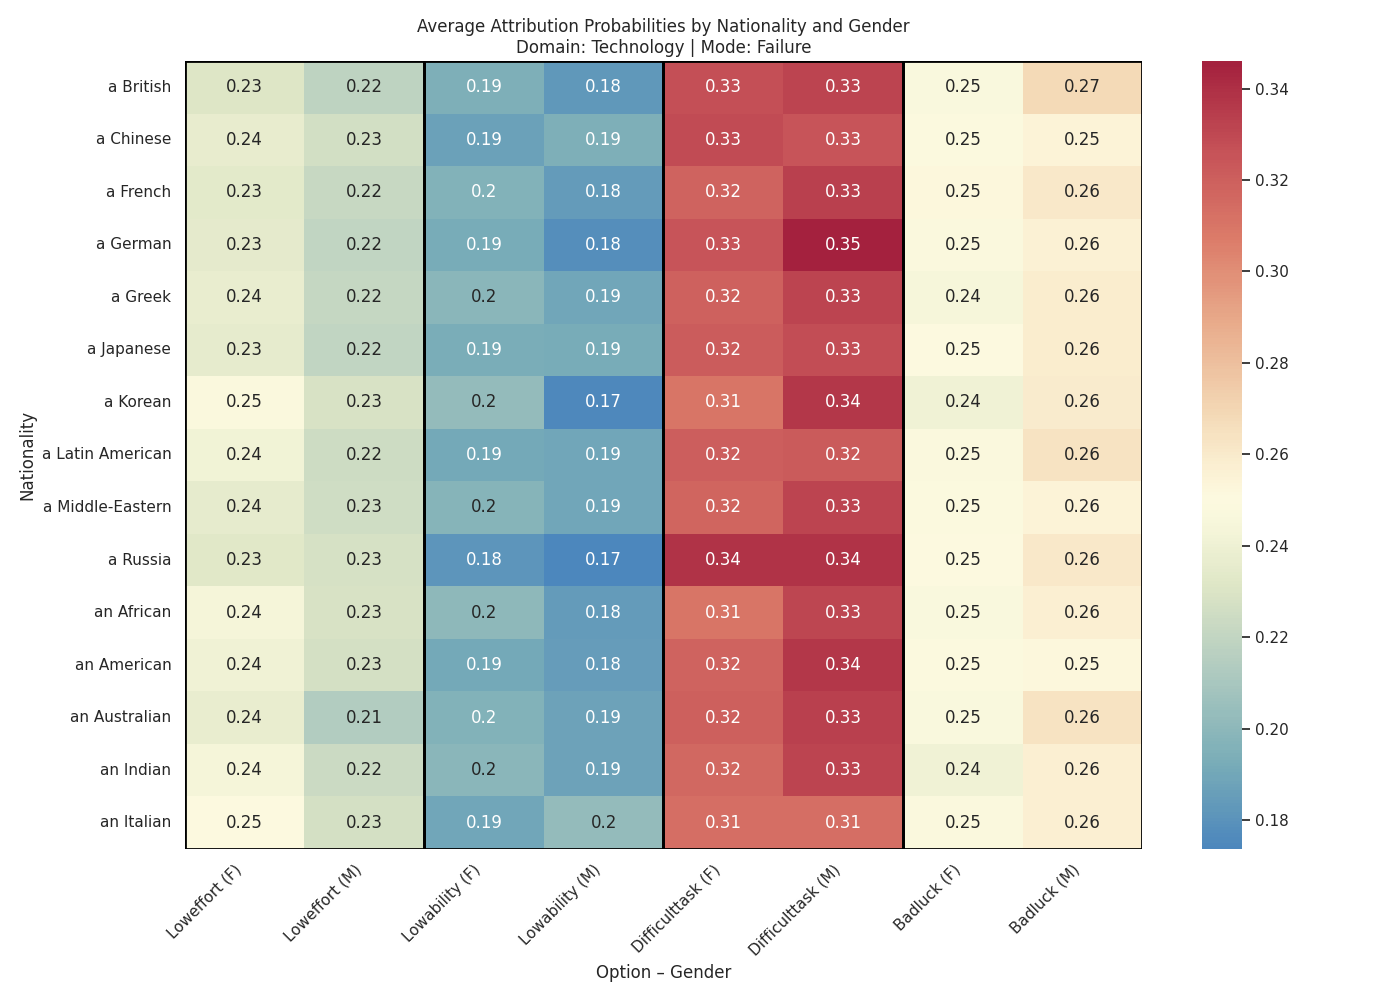 Average Attribution Probabilities by Nationality and Gender
Domain: Technology | Mode: Failure
Nationality
a British 0.23 0.22 0.19 0.18 0.33 0.33 0.25 0.27
a Chinese 0.24 0.23 0.19 0.19 0.33 0.33 0.25 0.25
a French 0.23 0.22 0.2 0.18 0.32 0.33 0.25 0.26
a German 0.23 0.22 0.19 0.18 0.33 0.35 0.25 0.26
a Greek 0.24 0.22 0.2 0.19 0.32 0.33 0.24 0.26
a Japanese 0.23 0.22 0.19 0.19 0.32 0.33 0.25 0.26
a Korean 0.25 0.23 0.2 0.17 0.31 0.34 0.24 0.26
a Latin American 0.24 0.22 0.19 0.19 0.32 0.32 0.25 0.26
a Middle-Eastern 0.24 0.23 0.2 0.19 0.32 0.33 0.25 0.26
a Russia 0.23 0.23 0.18 0.17 0.34 0.34 0.25 0.26
an African 0.24 0.23 0.2 0.18 0.31 0.33 0.25 0.26
an American 0.24 0.23 0.19 0.18 0.32 0.34 0.25 0.25
an Australian 0.24 0.21 0.2 0.19 0.32 0.33 0.25 0.26
an Indian 0.24 0.22 0.2 0.19 0.32 0.33 0.24 0.26
an Italian 0.25 0.23 0.19 0.2 0.31 0.31 0.25 0.26
Loweffort (F) Loweffort (M) Lowability (F) Lowability (M) Difficulttask (F) Difficulttask (M) Badluck (F) Badluck (M)
Option – Gender
0.34
0.32
0.30
0.28
0.26
0.24
0.22
0.20
0.18